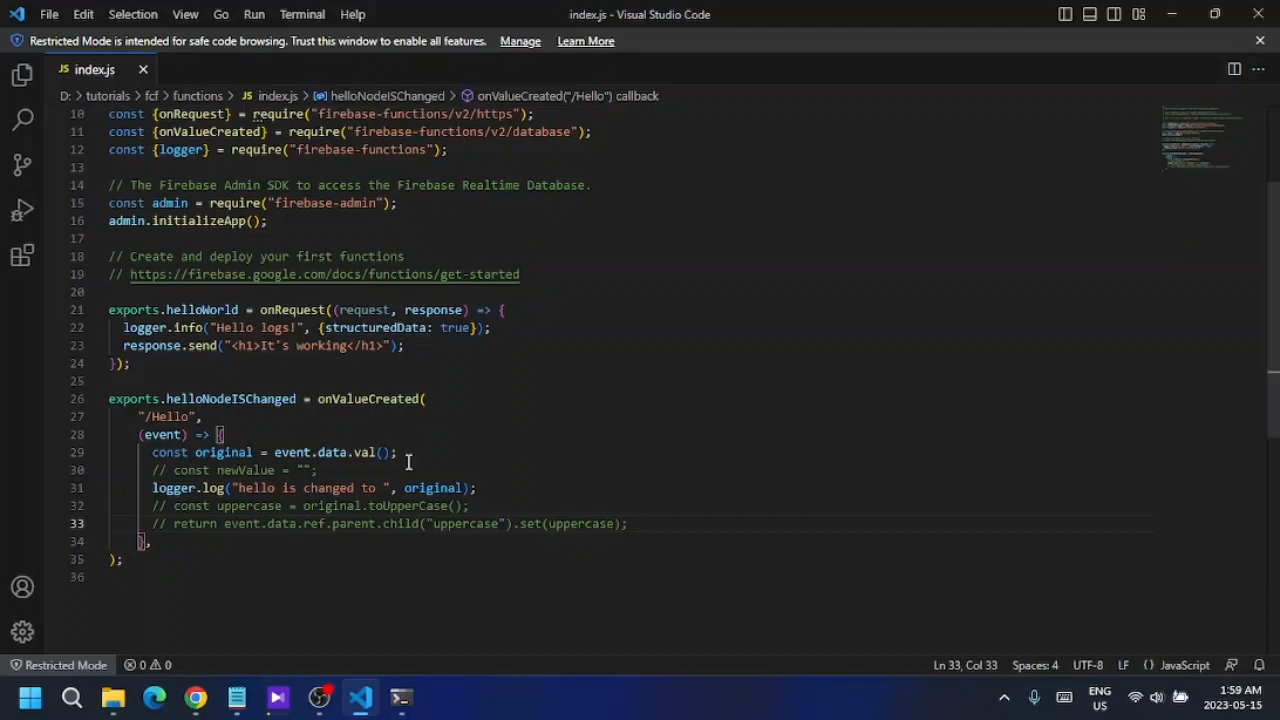 File Edit Selection View Go Run Terminal Help index.js - Visual Studio Code
Restricted Mode is intended for safe code browsing. Trust this window to enable all features. Manage Learn More
JS index.js
D: > tutorials > fcf > functions > JS index.js > helloNodeISChanged > onValueCreated("/Hello") callback
10 const {onRequest} = require("firebase-functions/v2/https");
11 const {onValueCreated} = require("firebase-functions/v2/database");
12 const {logger} = require("firebase-functions");
13
14 // The Firebase Admin SDK to access the Firebase Realtime Database.
15 const admin = require("firebase-admin");
16 admin.initializeApp();
17
18 // Create and deploy your first functions
19 // https://firebase.google.com/docs/functions/get-started
20
21 exports.helloWorld = onRequest((request, response) => {
22 logger.info("Hello logs!", {structuredData: true});
23 response.send("<h1>It's working</h1>");
24 });
25
26 exports.helloNodeISChanged = onValueCreated(
27 "/Hello",
28 (event) => {
29 const original = event.data.val();
30 // const newValue = "";
31 logger.log("hello is changed to ", original);
32 // const uppercase = original.toUpperCase();
33 // return event.data.ref.parent.child("uppercase").set(uppercase);
34 },
35 );
36
Restricted Mode 0 0 Ln 33, Col 33 Spaces: 4 UTF-8 LF {} JavaScript
ENG 1:59 AM
US 2023-05-15